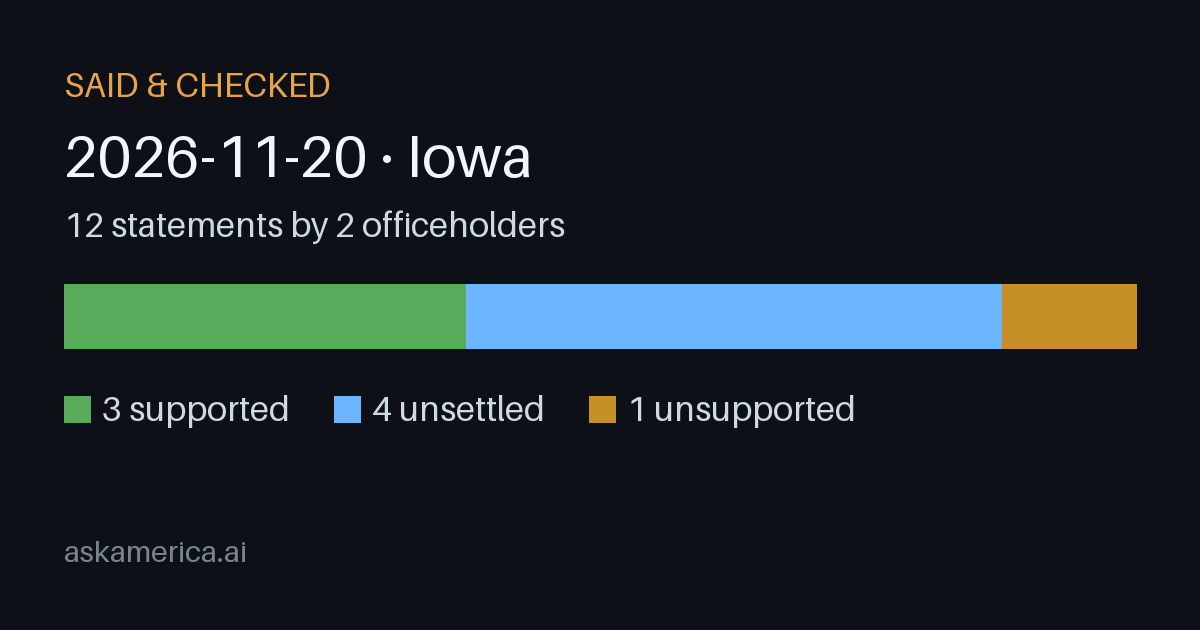 SAID & CHECKED
2026-11-20 · Iowa
12 statements by 2 officeholders
3 supported 4 unsettled 1 unsupported
askamerica.ai